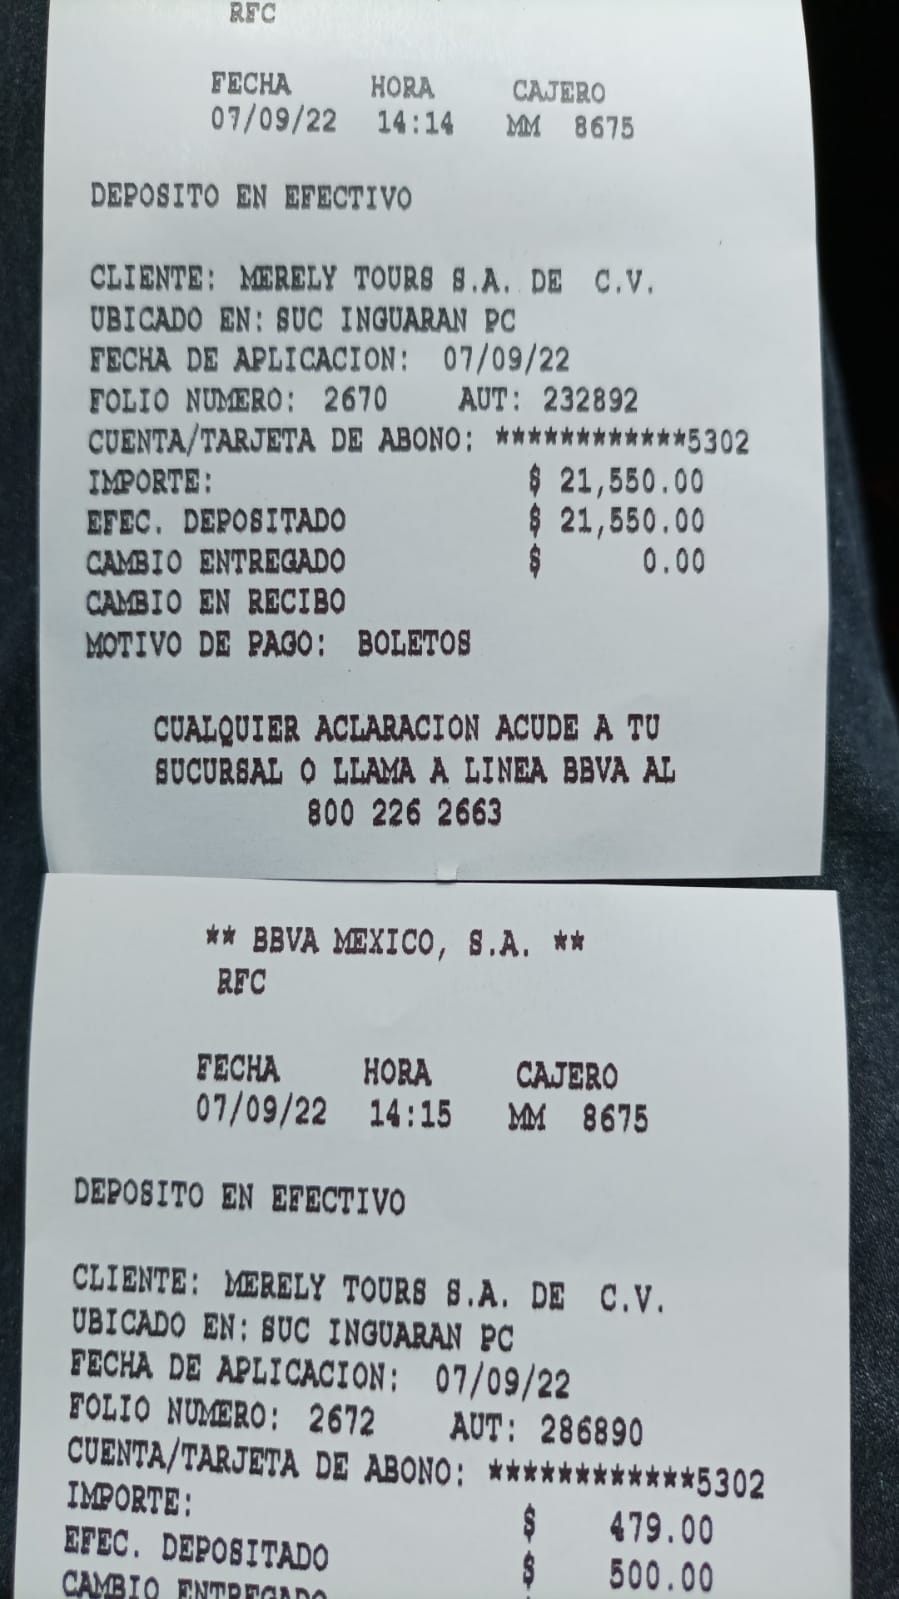 RFC
FECHA HORA CAJERO
07/09/22 14:14 MM 8675
DEPOSITO EN EFECTIVO
CLIENTE: MERELY TOURS S.A. DE C.V.
UBICADO EN: SUC INGUARAN PC
FECHA DE APLICACION: 07/09/22
FOLIO NUMERO: 2670 AUT: 232892
CUENTA/TARJETA DE ABONO: ************5302
IMPORTE: $ 21,550.00
EFEC. DEPOSITADO $ 21,550.00
CAMBIO ENTREGADO $ 0.00
CAMBIO EN RECIBO
MOTIVO DE PAGO: BOLETOS
CUALQUIER ACLARACION ACUDE A TU
SUCURSAL O LLAMA A LINEA BBVA AL
800 226 2663
** BBVA MEXICO, S.A. **
RFC
FECHA HORA CAJERO
07/09/22 14:15 MM 8675
DEPOSITO EN EFECTIVO
CLIENTE: MERELY TOURS S.A. DE C.V.
UBICADO EN: SUC INGUARAN PC
FECHA DE APLICACION: 07/09/22
FOLIO NUMERO: 2672 AUT: 286890
CUENTA/TARJETA DE ABONO: ************5302
IMPORTE: $ 479.00
EFEC. DEPOSITADO $ 500.00
CAMBIO ENTREGADO $